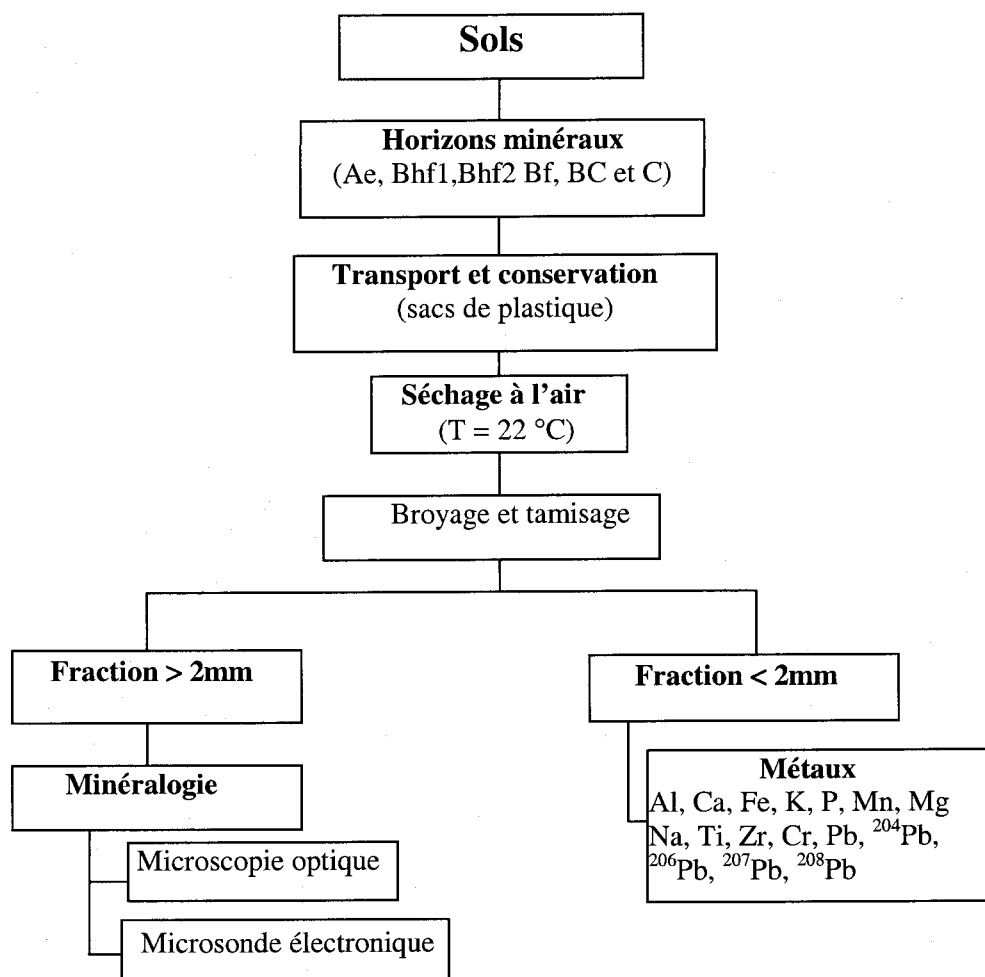 Sols
Horizons minéraux
(Ae, Bhf1,Bhf2 Bf, BC et C)
Transport et conservation
(sacs de plastique)
Séchage à l'air
(T = 22 °C)
Broyage et tamisage
Fraction > 2mm
Fraction < 2mm
Minéralogie
Microscopie optique
Microsonde électronique
Métaux
Al, Ca, Fe, K, P, Mn, Mg
Na, Ti, Zr, Cr, Pb, ²⁰⁴Pb,
²⁰⁶Pb, ²⁰⁷Pb, ²⁰⁸Pb